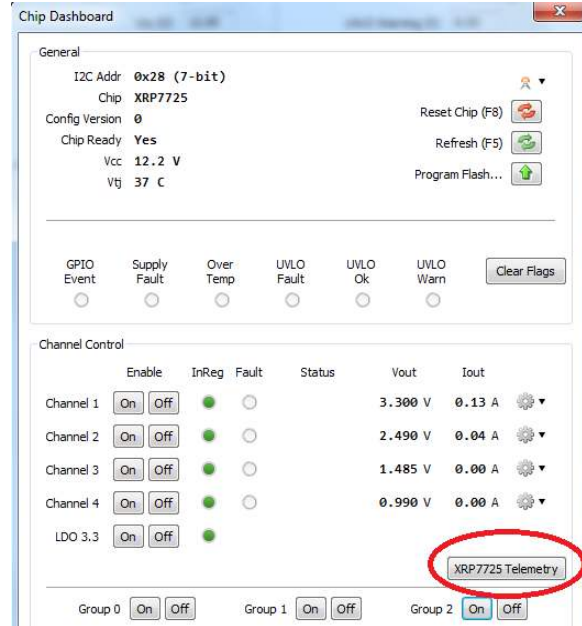 Chip Dashboard
General
I2C Addr 0x28 (7-bit)
Chip XRP7725
Config Version 0
Reset Chip (F8)
Chip Ready Yes
Refresh (F5)
Vcc 12.2 V
Vtj 37 C
Program Flash...
GPIO Event Supply Fault Over Temp UVLO Fault UVLO Ok UVLO Warn Clear Flags
Channel Control
Enable InReg Fault Status Vout Iout
Channel 1 On Off 3.300 V 0.13 A
Channel 2 On Off 2.490 V 0.04 A
Channel 3 On Off 1.485 V 0.00 A
Channel 4 On Off 0.990 V 0.00 A
LDO 3.3 On Off
XRP7725 Telemetry
Group 0 On Off Group 1 On Off Group 2 On Off